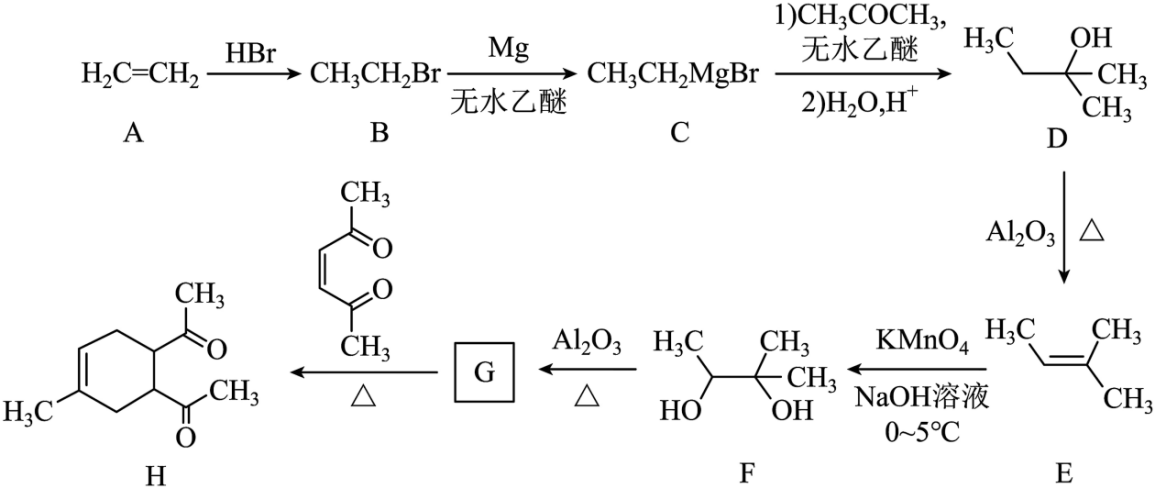 H₂C=CH₂
A
HBr
CH₃CH₂Br
B
Mg
无水乙醚
CH₃CH₂MgBr
C
1)CH₃COCH₃,
无水乙醚
2)H₂O,H⁺
H₃C
OH
CH₃
CH₃
D
Al₂O₃
△
H₃C
CH₃
CH₃
E
KMnO₄
NaOH溶液
0~5℃
H₃C
CH₃
CH₃
HO
OH
F
Al₂O₃
△
G
CH₃
O
O
CH₃
△
CH₃
O
CH₃
O
H₃C
H